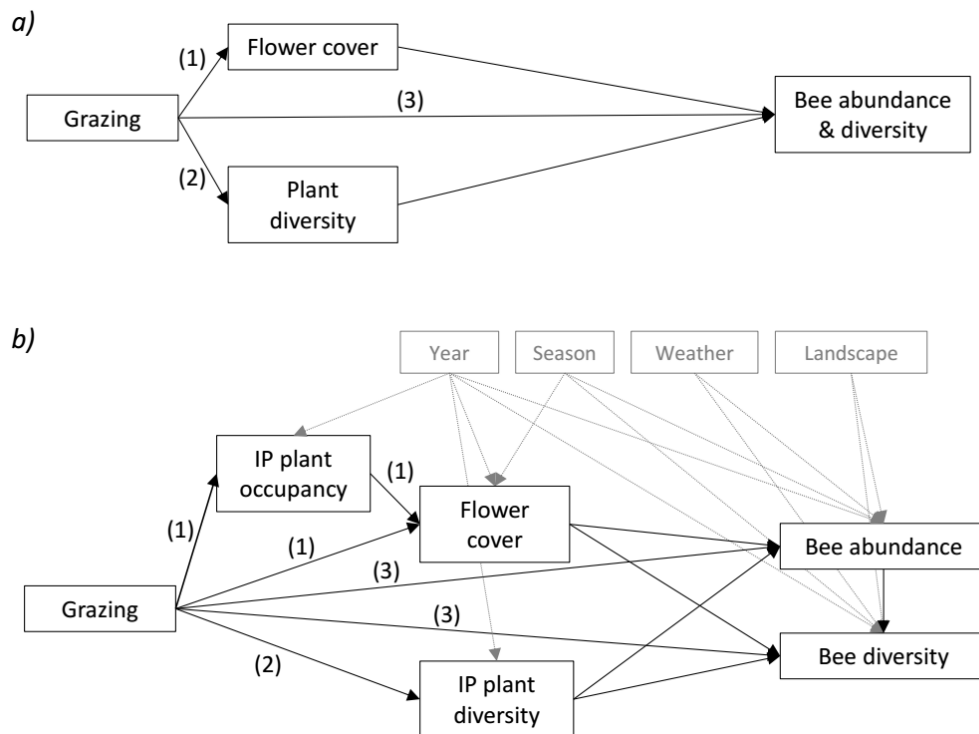 a)
Flower cover
(1)
(3)
Grazing
Bee abundance
& diversity
(2)
Plant
diversity
b)
Year
Season
Weather
Landscape
IP plant
occupancy
(1)
Flower
cover
(1)
(1)
(3)
Bee abundance
Grazing
(3)
(2)
Bee diversity
IP plant
diversity